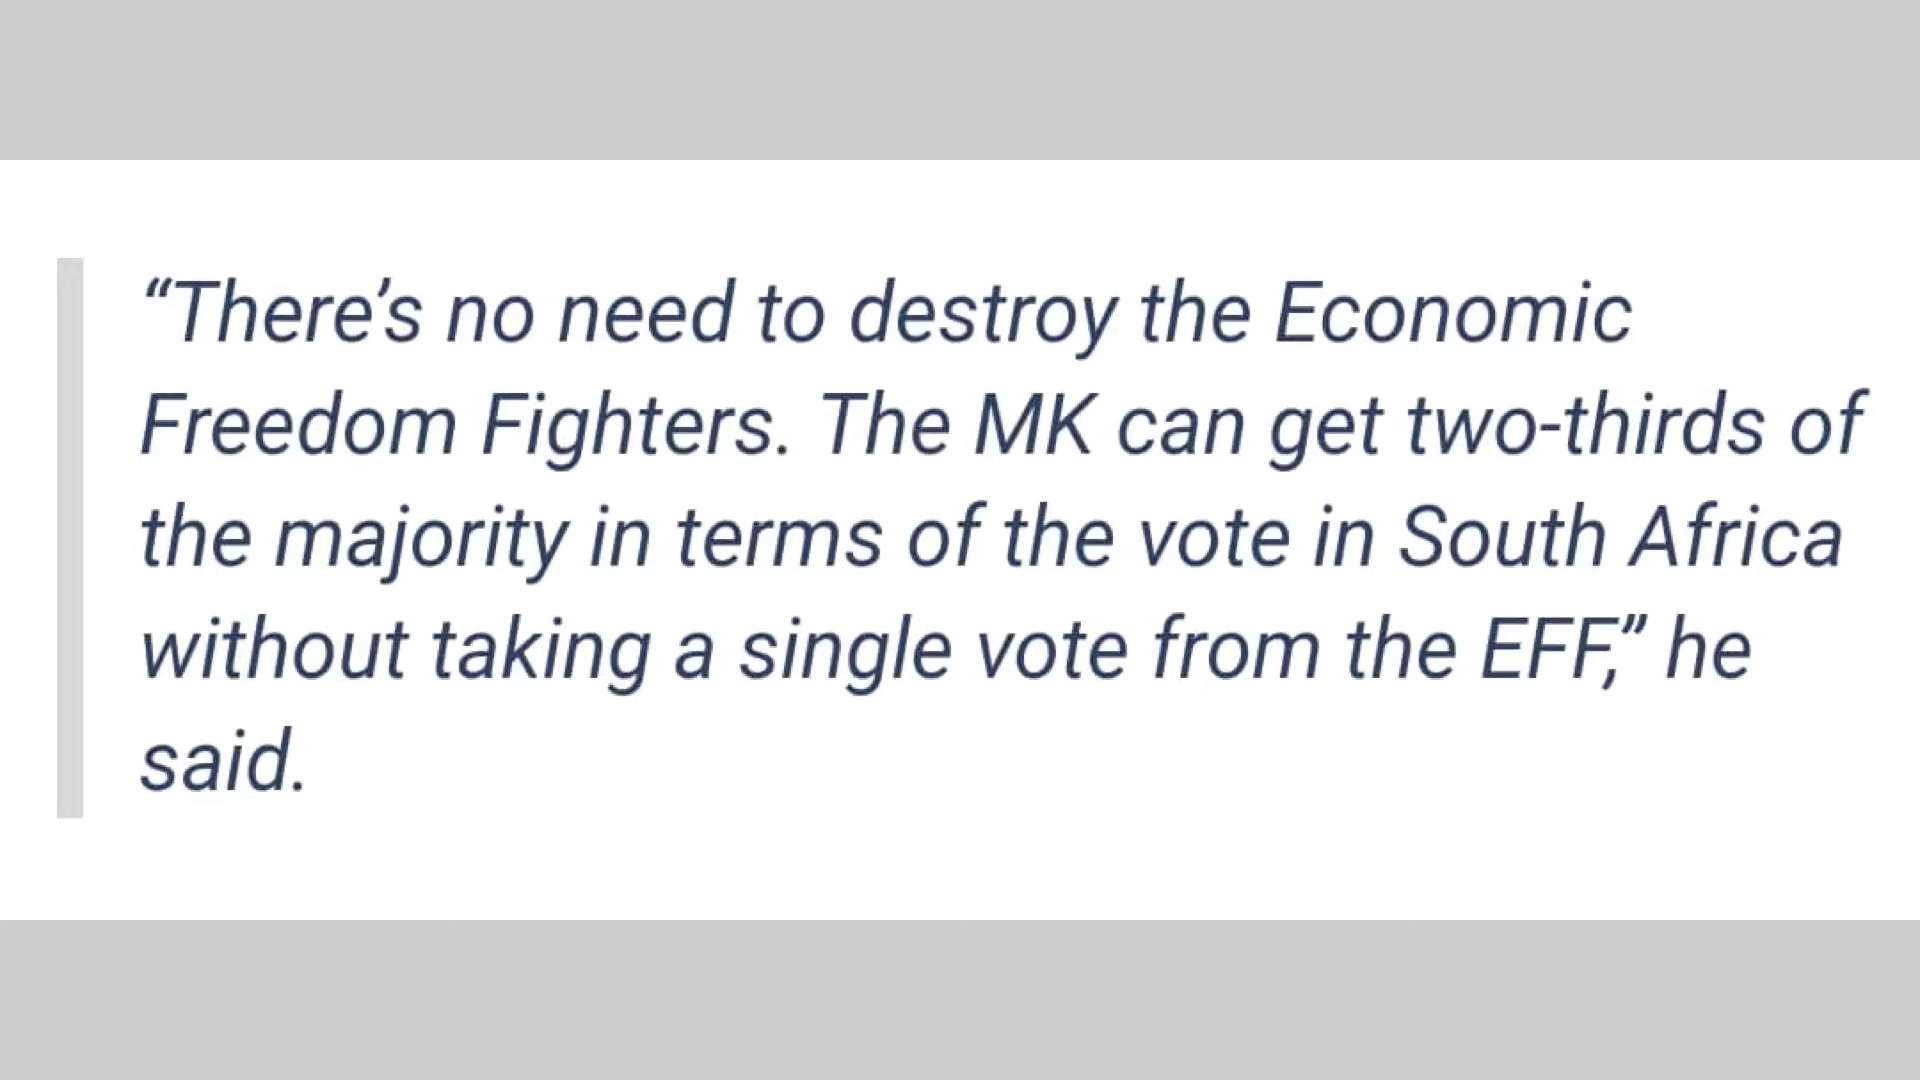 “There’s no need to destroy the Economic
Freedom Fighters. The MK can get two-thirds of
the majority in terms of the vote in South Africa
without taking a single vote from the EFF,” he
said.